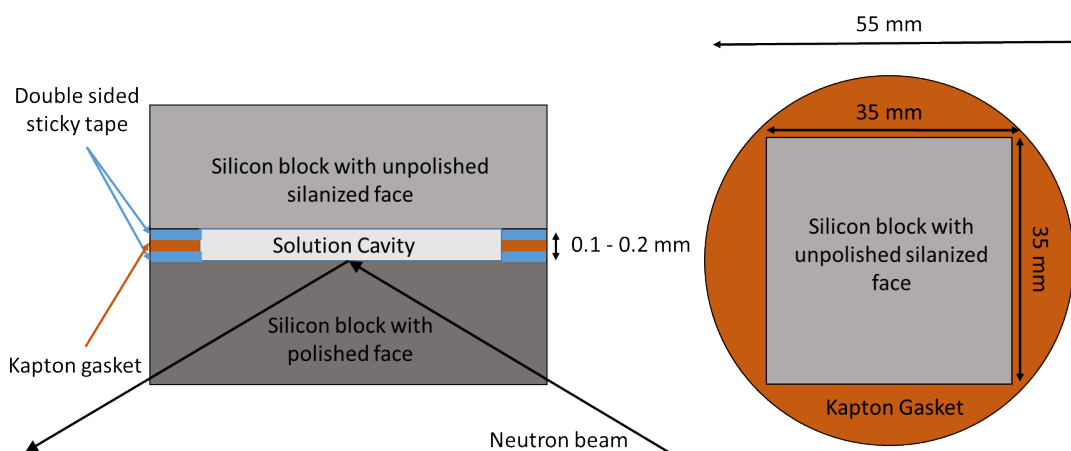 Double sided
sticky tape
Silicon block with unpolished
silanized face
Solution Cavity
0.1 - 0.2 mm
Silicon block with
polished face
Kapton gasket
Neutron beam
55 mm
35 mm
Silicon block with
unpolished silanized
face
35 mm
Kapton Gasket